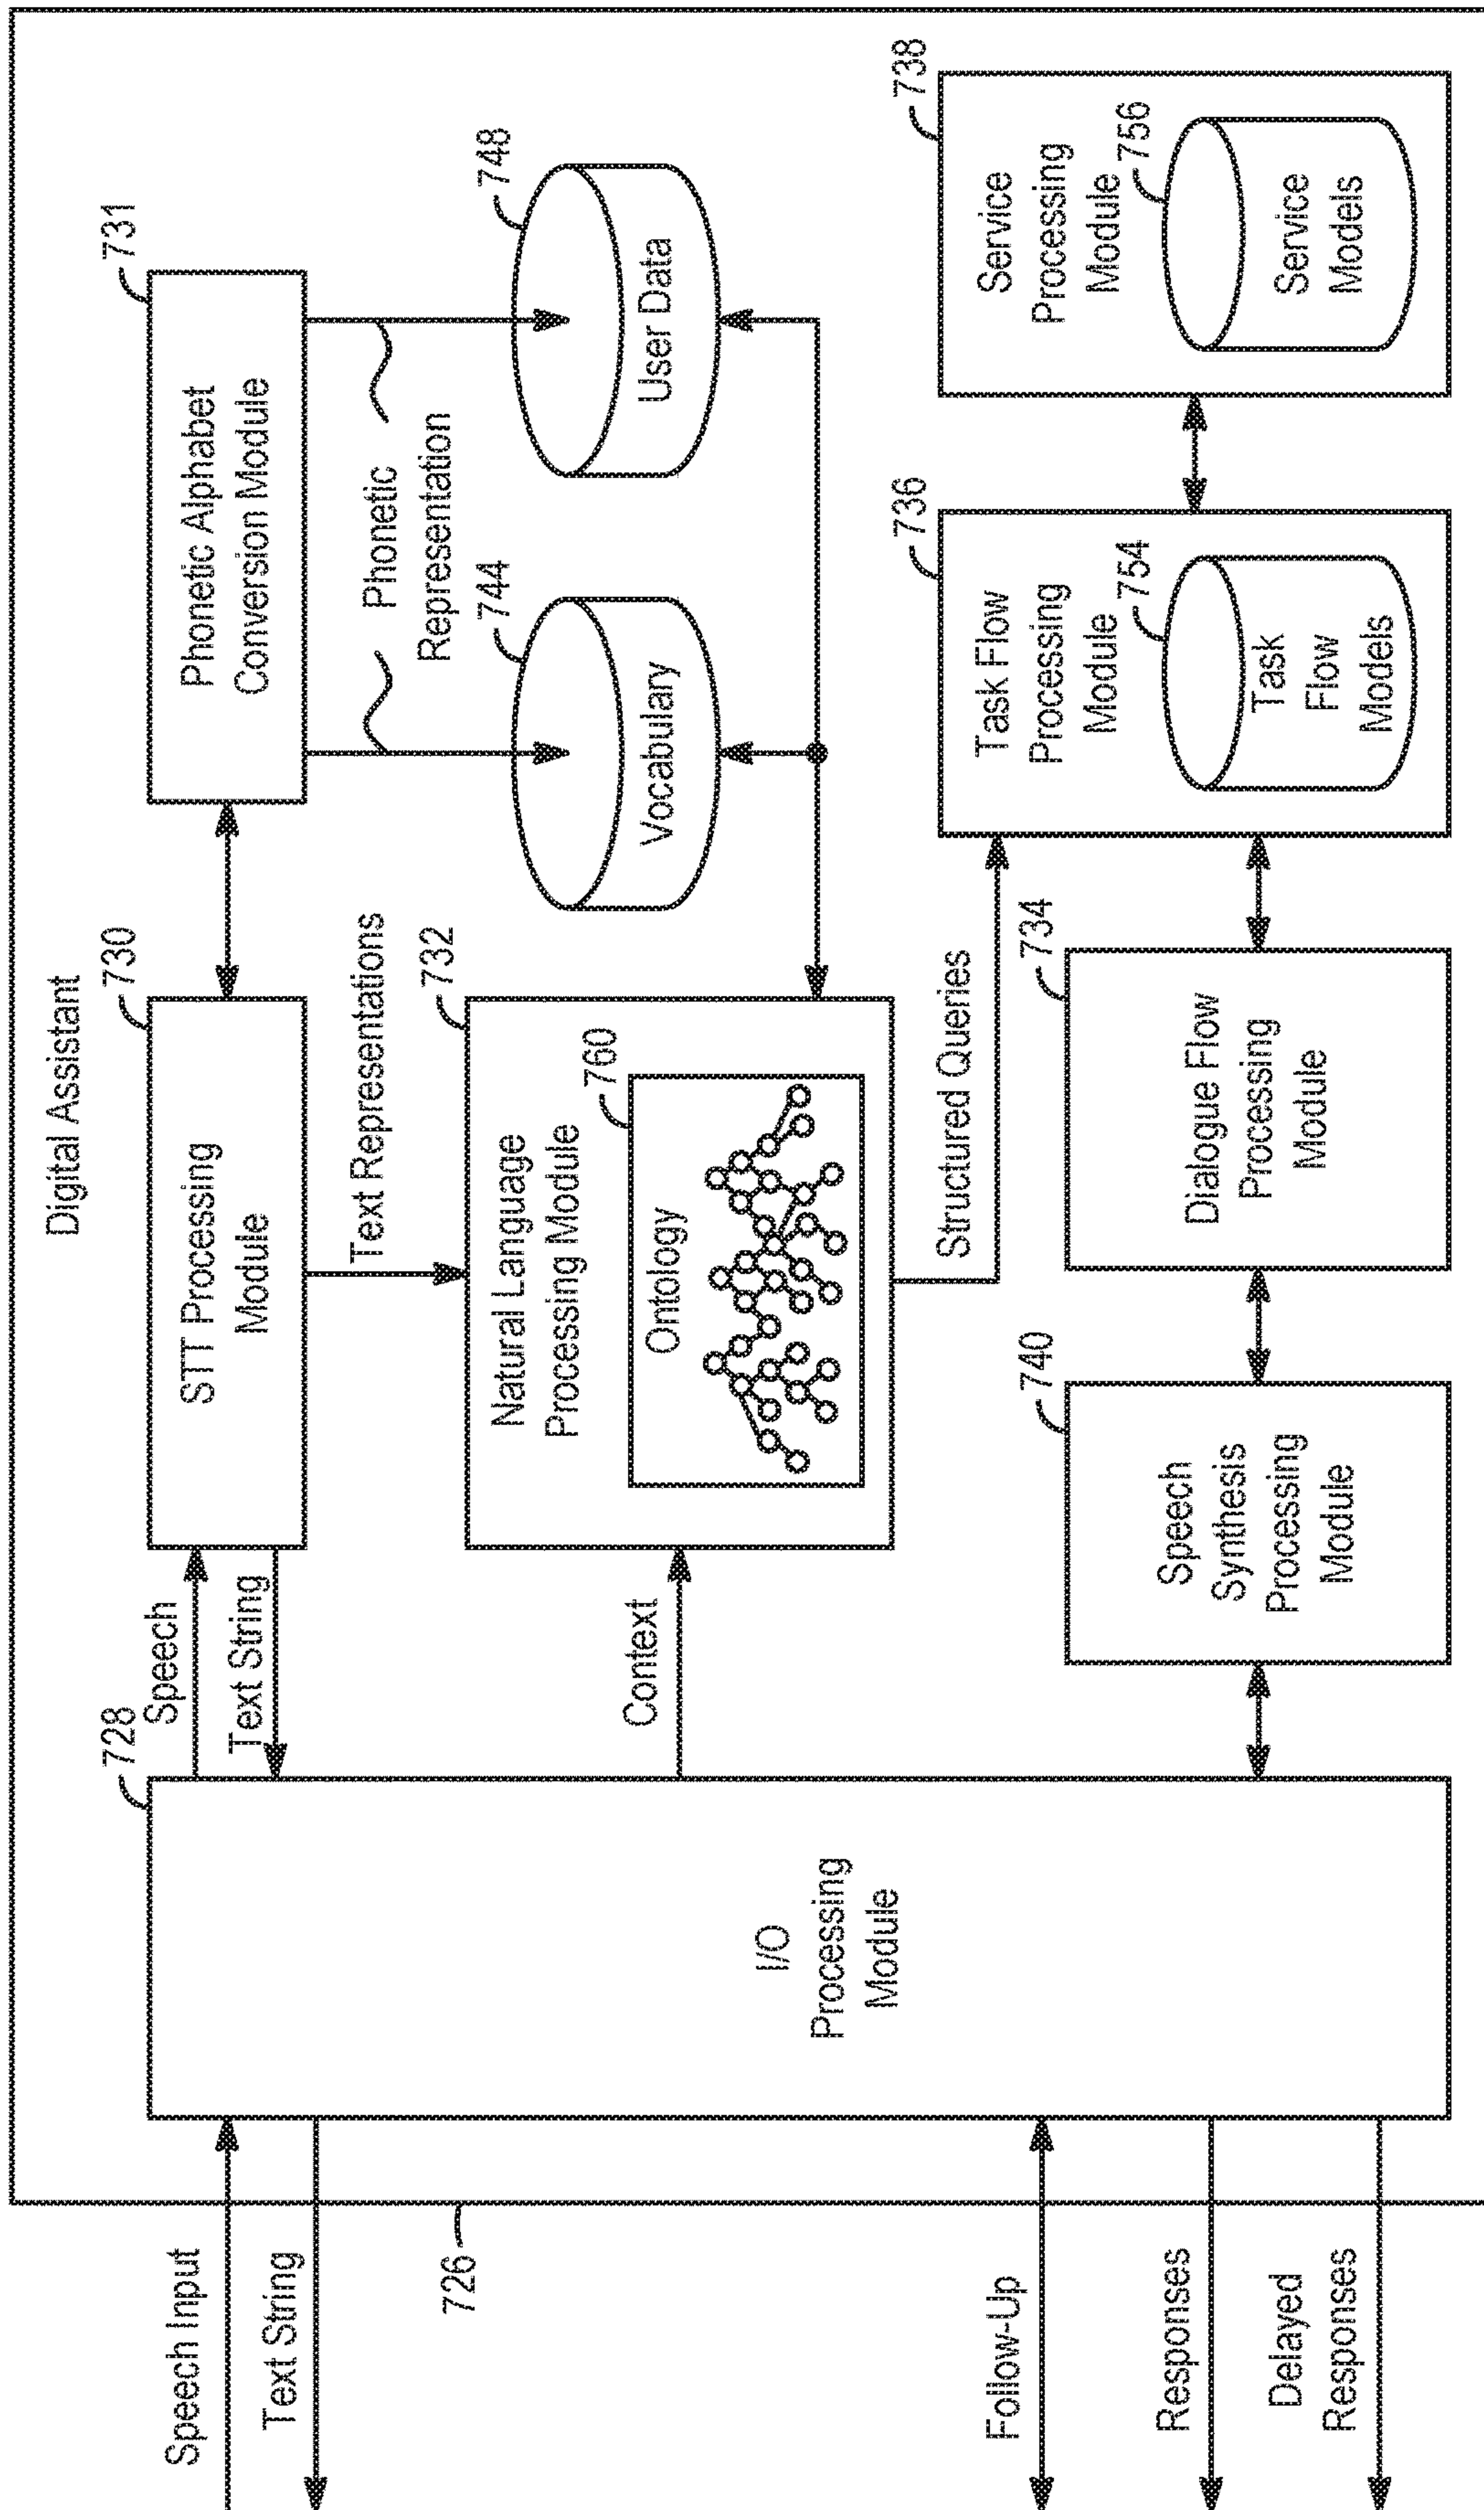 Digital Assistant
Speech Input
Text String
726
728
I/O
Processing
Module
Speech
Text String
730
STT Processing
Module
731
Phonetic Alphabet
Conversion Module
Text Representations
Phonetic
Representation
Context
732
Natural Language
Processing Module
760
Ontology
744
Vocabulary
748
User Data
Structured Queries
Follow-Up
Responses
Delayed
Responses
740
Speech
Synthesis
Processing
Module
734
Dialogue Flow
Processing
Module
736
Task Flow
Processing
Module
754
Task
Flow
Models
738
Service
Processing
Module
756
Service
Models